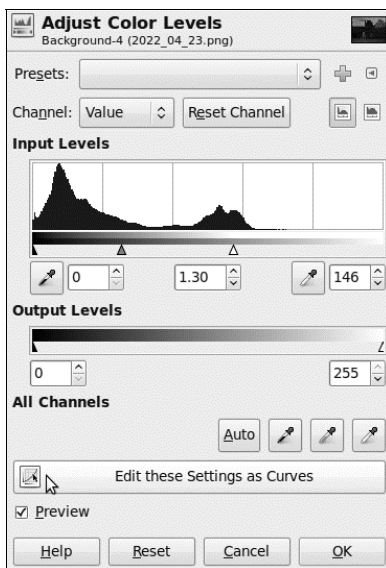 Adjust Color Levels
Background-4 (2022_04_23.png)
Presets:
Channel: Value Reset Channel
Input Levels
0 1.30 146
Output Levels
0 255
All Channels
Auto
Edit these Settings as Curves
Preview
Help Reset Cancel OK